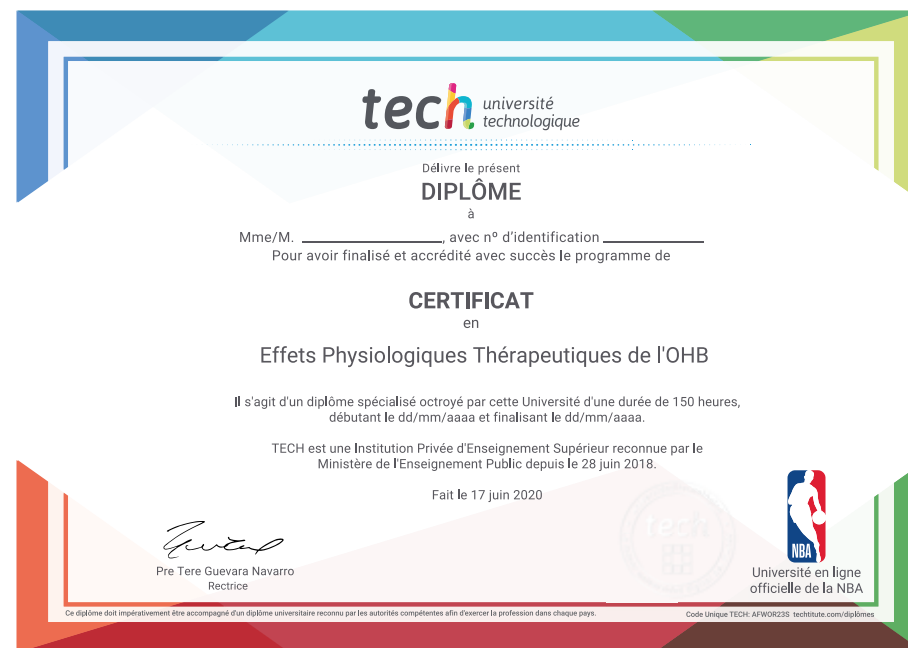 tech université
technologique
Délivre le présent
DIPLÔME
à
Mme/M. ____________________, avec nº d'identification ______________
Pour avoir finalisé et accrédité avec succès le programme de
CERTIFICAT
en
Effets Physiologiques Thérapeutiques de l'OHB
Il s'agit d'un diplôme spécialisé octroyé par cette Université d'une durée de 150 heures,
débutant le dd/mm/aaaa et finalisant le dd/mm/aaaa.
TECH est une Institution Privée d'Enseignement Supérieur reconnue par le
Ministère de l'Enseignement Public depuis le 28 juin 2018.
Fait le 17 juin 2020
tech
Pre Tere Guevara Navarro
Rectrice
NBA
Université en ligne
officielle de la NBA
Ce diplôme doit impérativement être accompagné d'un diplôme universitaire reconnu par les autorités compétentes afin d'exercer la profession dans chaque pays.
Code Unique TECH: AFWOR23S techtitute.com/diplômes